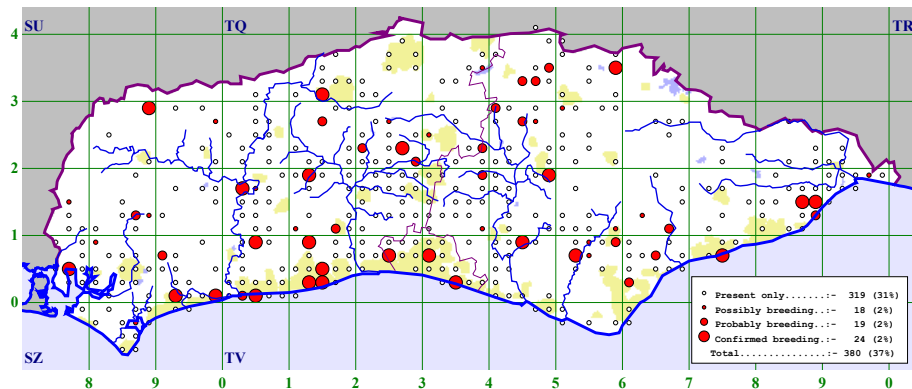 SU TQ TR
4
3
2
1
0
Present only.......:- 319 (31%)
Possibly breeding..:- 18 (2%)
Probably breeding..:- 19 (2%)
Confirmed breeding.:- 24 (2%)
Total...............:- 380 (37%)
SZ TV
8 9 0 1 2 3 4 5 6 7 8 9 0